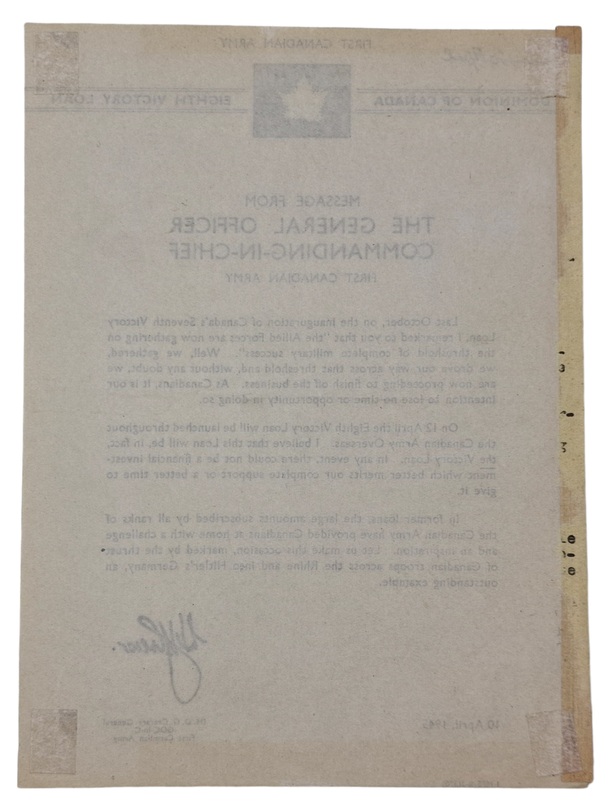 FIRST CANADIAN ARMY
DOMINION OF CANADA EIGHTH VICTORY LOAN
MESSAGE FROM
THE GENERAL OFFICER
COMMANDING-IN-CHIEF
FIRST CANADIAN ARMY
Last October, on the inauguration of Canada's Seventh Victory
Loan, I remarked to you that "the Allied Forces are now gathering on
the threshold of complete military success". Well, we gathered,
we drove our way across that threshold and, without any doubt, we
are now proceeding to finish off the business. As Canadians, it is our
intention to lose no time or opportunity in doing so.
On 12 April the Eighth Victory Loan will be launched throughout
the Canadian Army Overseas. I believe that this Loan will be, in fact,
the Victory Loan. In any event, there could not be a financial invest-
ment which better merits our complete support or a better time to
give it.
In former loans, the large amounts subscribed by all ranks of
the Canadian Army have provided Canadians at home with a challenge
and an inspiration. Let us make this occasion, marked by the thrust
of Canadian troops across the Rhine and into Hitler's Germany, an
outstanding example.
10 April, 1945
(H. D. G. Crerar) General
GOC-in-C
First Canadian Army